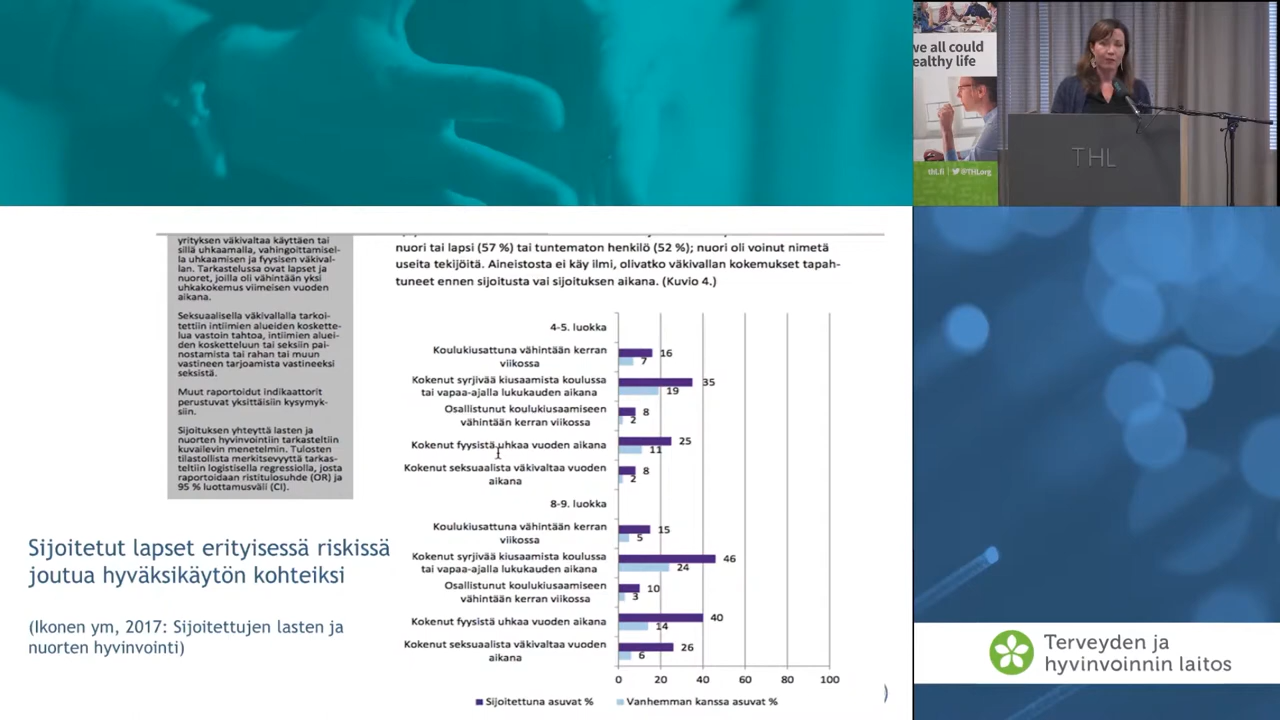 ve all could
ealthy life
thl.fi | @THLorg
THL
yrityksen väkivaltaa käyttäen tai
sillä uhkaamalla, vahingoittamisel-
la uhkaamisen ja fyysisen väkival-
lan. Tarkastelussa ovat lapset ja
nuoret, joilla oli vähintään yksi
uhkakokemus viimeisen vuoden
aikana.
Seksuaalisella väkivallalla tarkoi-
tettiin intiimien alueiden koskette-
lua vastoin tahtoa, intiimien aluei-
den kosketteluun tai seksiin pai-
nostamista tai rahan tai muun
vastineen tarjoamista vastineeksi
seksistä.
Muut raportoidut indikaattorit
perustuvat yksittäisiin kysymyk-
siin.
Sijoituksen yhteyttä lasten ja
nuorten hyvinvointiin tarkasteltiin
kuvailevin menetelmin. Tulosten
tilastollista merkitsevyyttä tarkas-
teltiin logistisella regressiolla, josta
raportoidaan ristitulosuhde (OR) ja
95 % luottamusväli (CI).
nuori tai lapsi (57 %) tai tuntematon henkilö (52 %); nuori oli voinut nimetä
useita tekijöitä. Aineistosta ei käy ilmi, olivatko väkivallan kokemukset tapah-
tuneet ennen sijoitusta vai sijoituksen aikana. (Kuvio 4.)
4-5. luokka
Koulukiusattuna vähintään kerran
viikossa
16
7
Kokenut syrjivää kiusaamista koulussa
tai vapaa-ajalla lukukauden aikana
35
19
Osallistunut koulukiusaamiseen
vähintään kerran viikossa
8
2
Kokenut fyysistä uhkaa vuoden aikana
25
11
Kokenut seksuaalista väkivaltaa vuoden
aikana
8
2
8-9. luokka
Koulukiusattuna vähintään kerran
viikossa
15
5
Kokenut syrjivää kiusaamista koulussa
tai vapaa-ajalla lukukauden aikana
46
24
Osallistunut koulukiusaamiseen
vähintään kerran viikossa
10
3
Kokenut fyysistä uhkaa vuoden aikana
40
14
Kokenut seksuaalista väkivaltaa vuoden
aikana
26
6
0 20 40 60 80 100
Sijoitettuna asuvat % Vanhemman kanssa asuvat %
Sijoitetut lapset erityisessä riskissä
joutua hyväksikäytön kohteiksi
(Ikonen ym, 2017: Sijoitettujen lasten ja
nuorten hyvinvointi)
Terveyden ja
hyvinvoinnin laitos